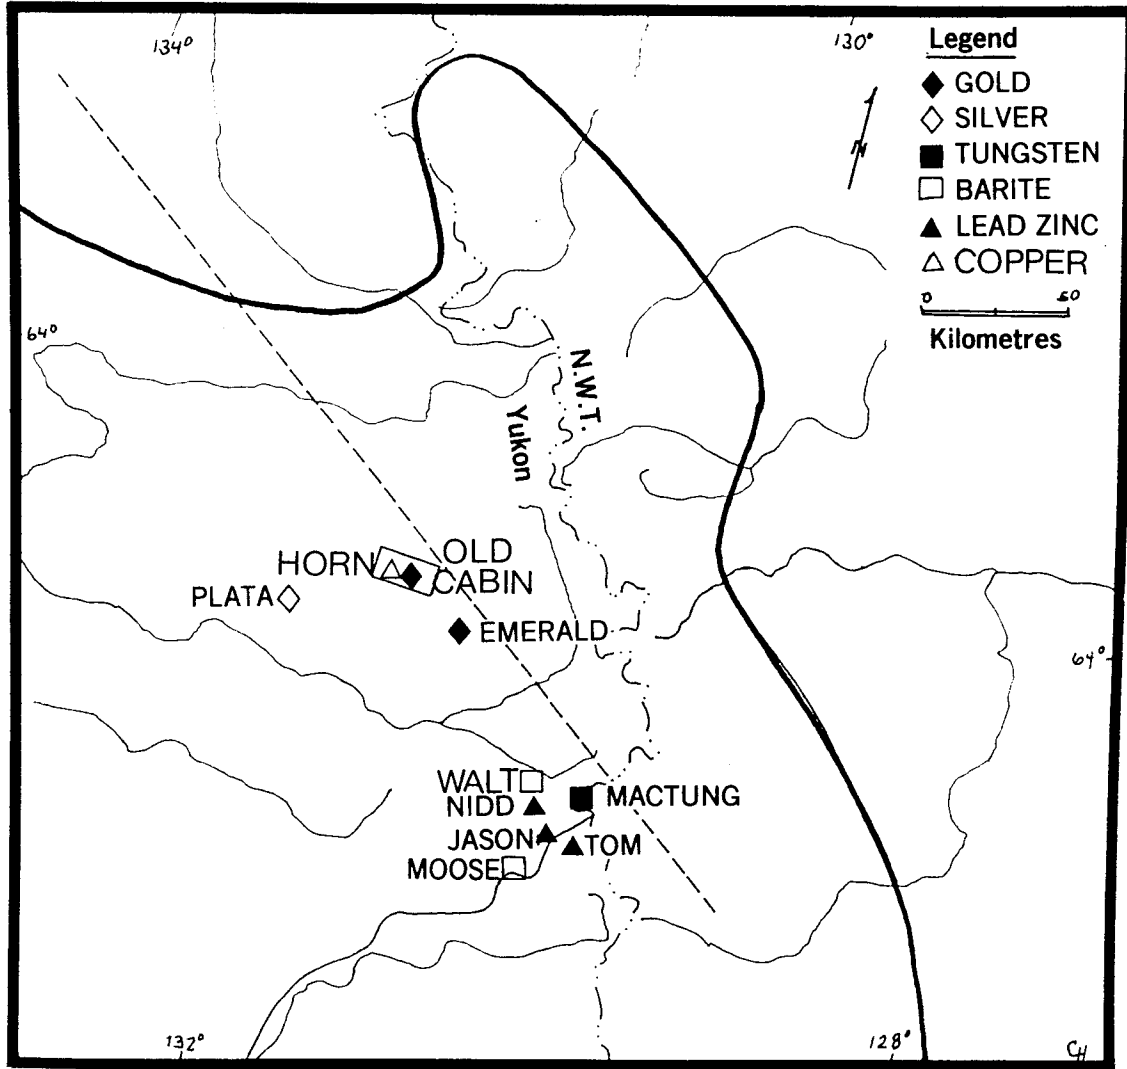 134°
130°
Legend
GOLD
SILVER
TUNGSTEN
BARITE
LEAD ZINC
COPPER
0 50
Kilometres
N
64°
N.W.T.
Yukon
HORN
OLD
CABIN
PLATA
EMERALD
64°
WALT
NIDD
MACTUNG
JASON
TOM
MOOSE
132°
128°
CH